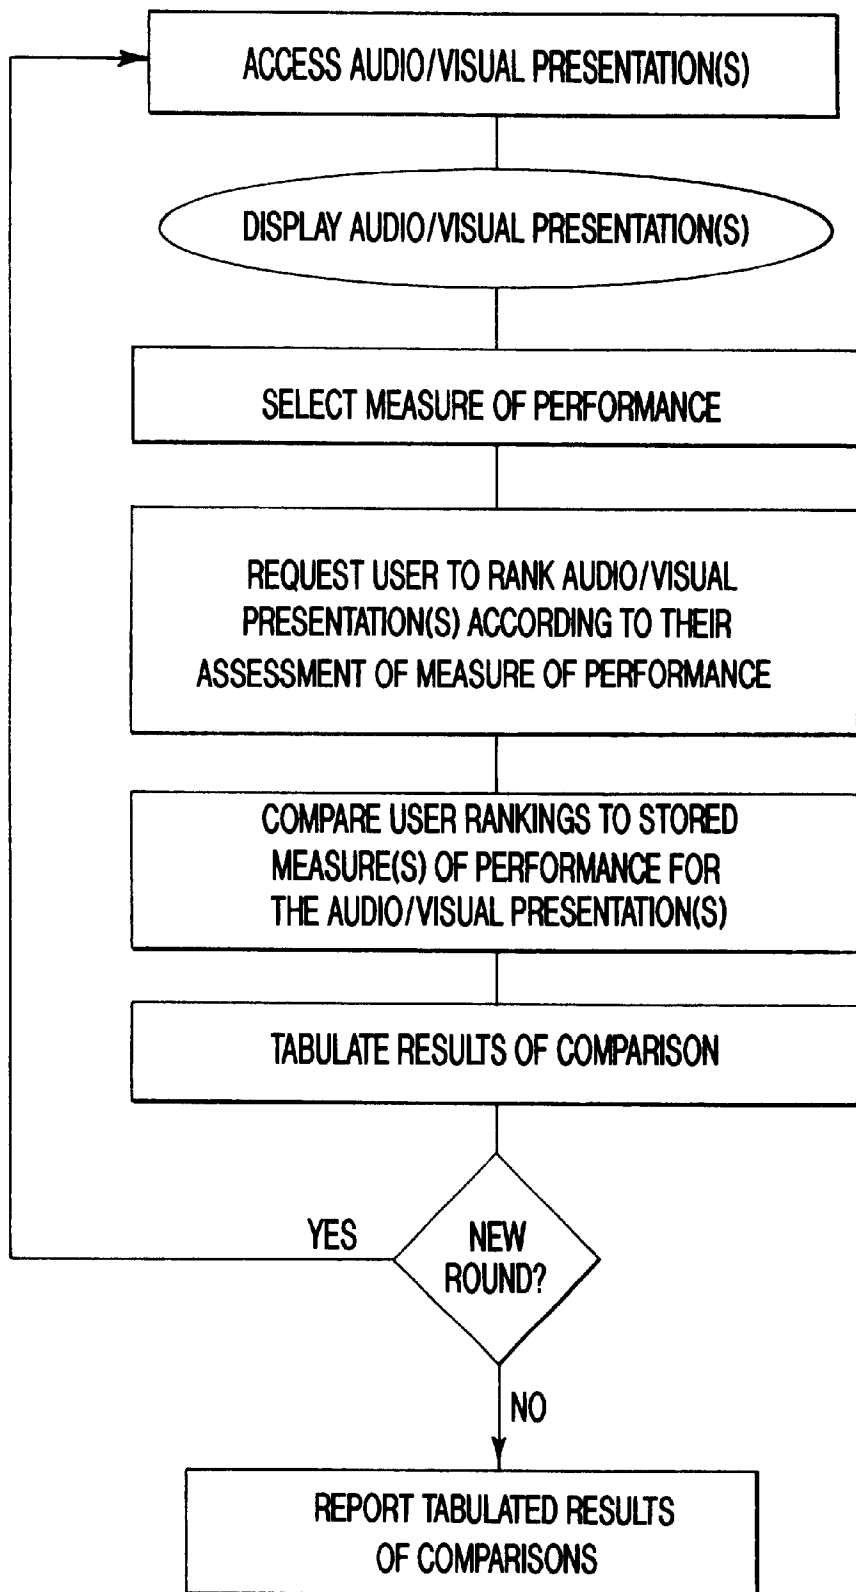 ACCESS AUDIO/VISUAL PRESENTATION(S)
DISPLAY AUDIO/VISUAL PRESENTATION(S)
SELECT MEASURE OF PERFORMANCE
REQUEST USER TO RANK AUDIO/VISUAL
PRESENTATION(S) ACCORDING TO THEIR
ASSESSMENT OF MEASURE OF PERFORMANCE
COMPARE USER RANKINGS TO STORED
MEASURE(S) OF PERFORMANCE FOR
THE AUDIO/VISUAL PRESENTATION(S)
TABULATE RESULTS OF COMPARISON
YES
NEW
ROUND?
NO
REPORT TABULATED RESULTS
OF COMPARISONS